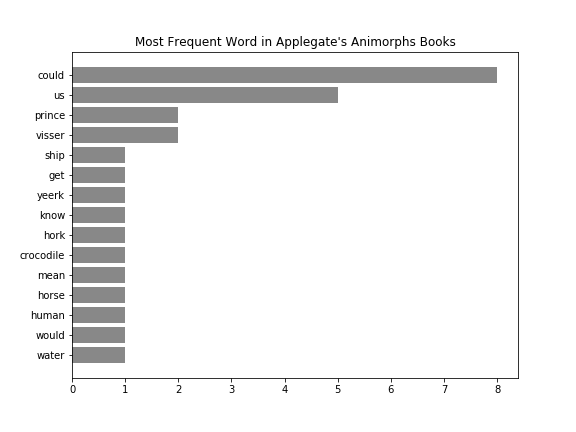 Most Frequent Word in Applegate's Animorphs Books
could
us
prince
visser
ship
get
yeerk
know
hork
crocodile
mean
horse
human
would
water
0 1 2 3 4 5 6 7 8